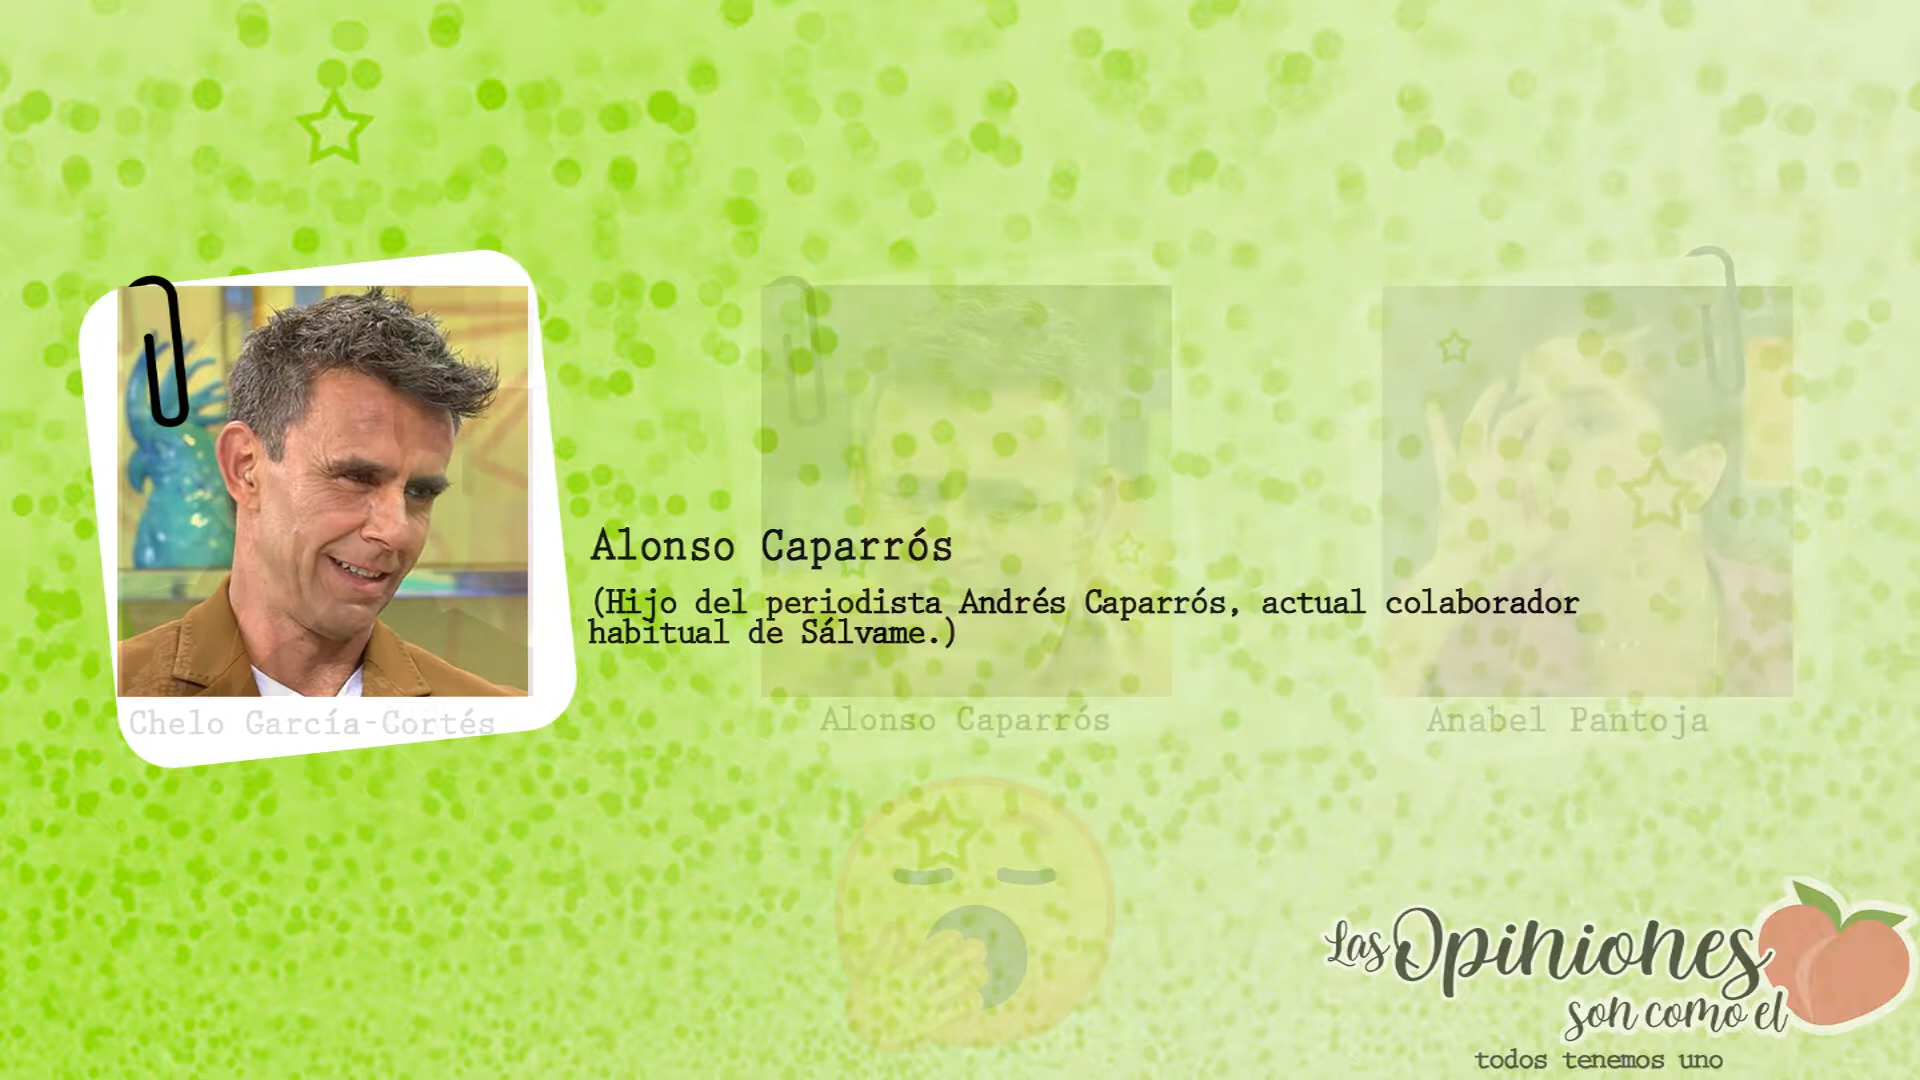 Alonso Caparrós
(Hijo del periodista Andrés Caparrós, actual colaborador
habitual de Sálvame.)
Chelo García-Cortés
Alonso Caparrós
Anabel Pantoja
Las Opiniones
son como el
todos tenemos uno